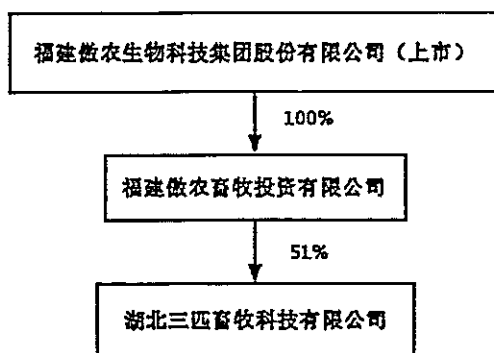 福建傲农生物科技集团股份有限公司（上市）
100%
福建傲农畜牧投资有限公司
51%
湖北三匹畜牧科技有限公司